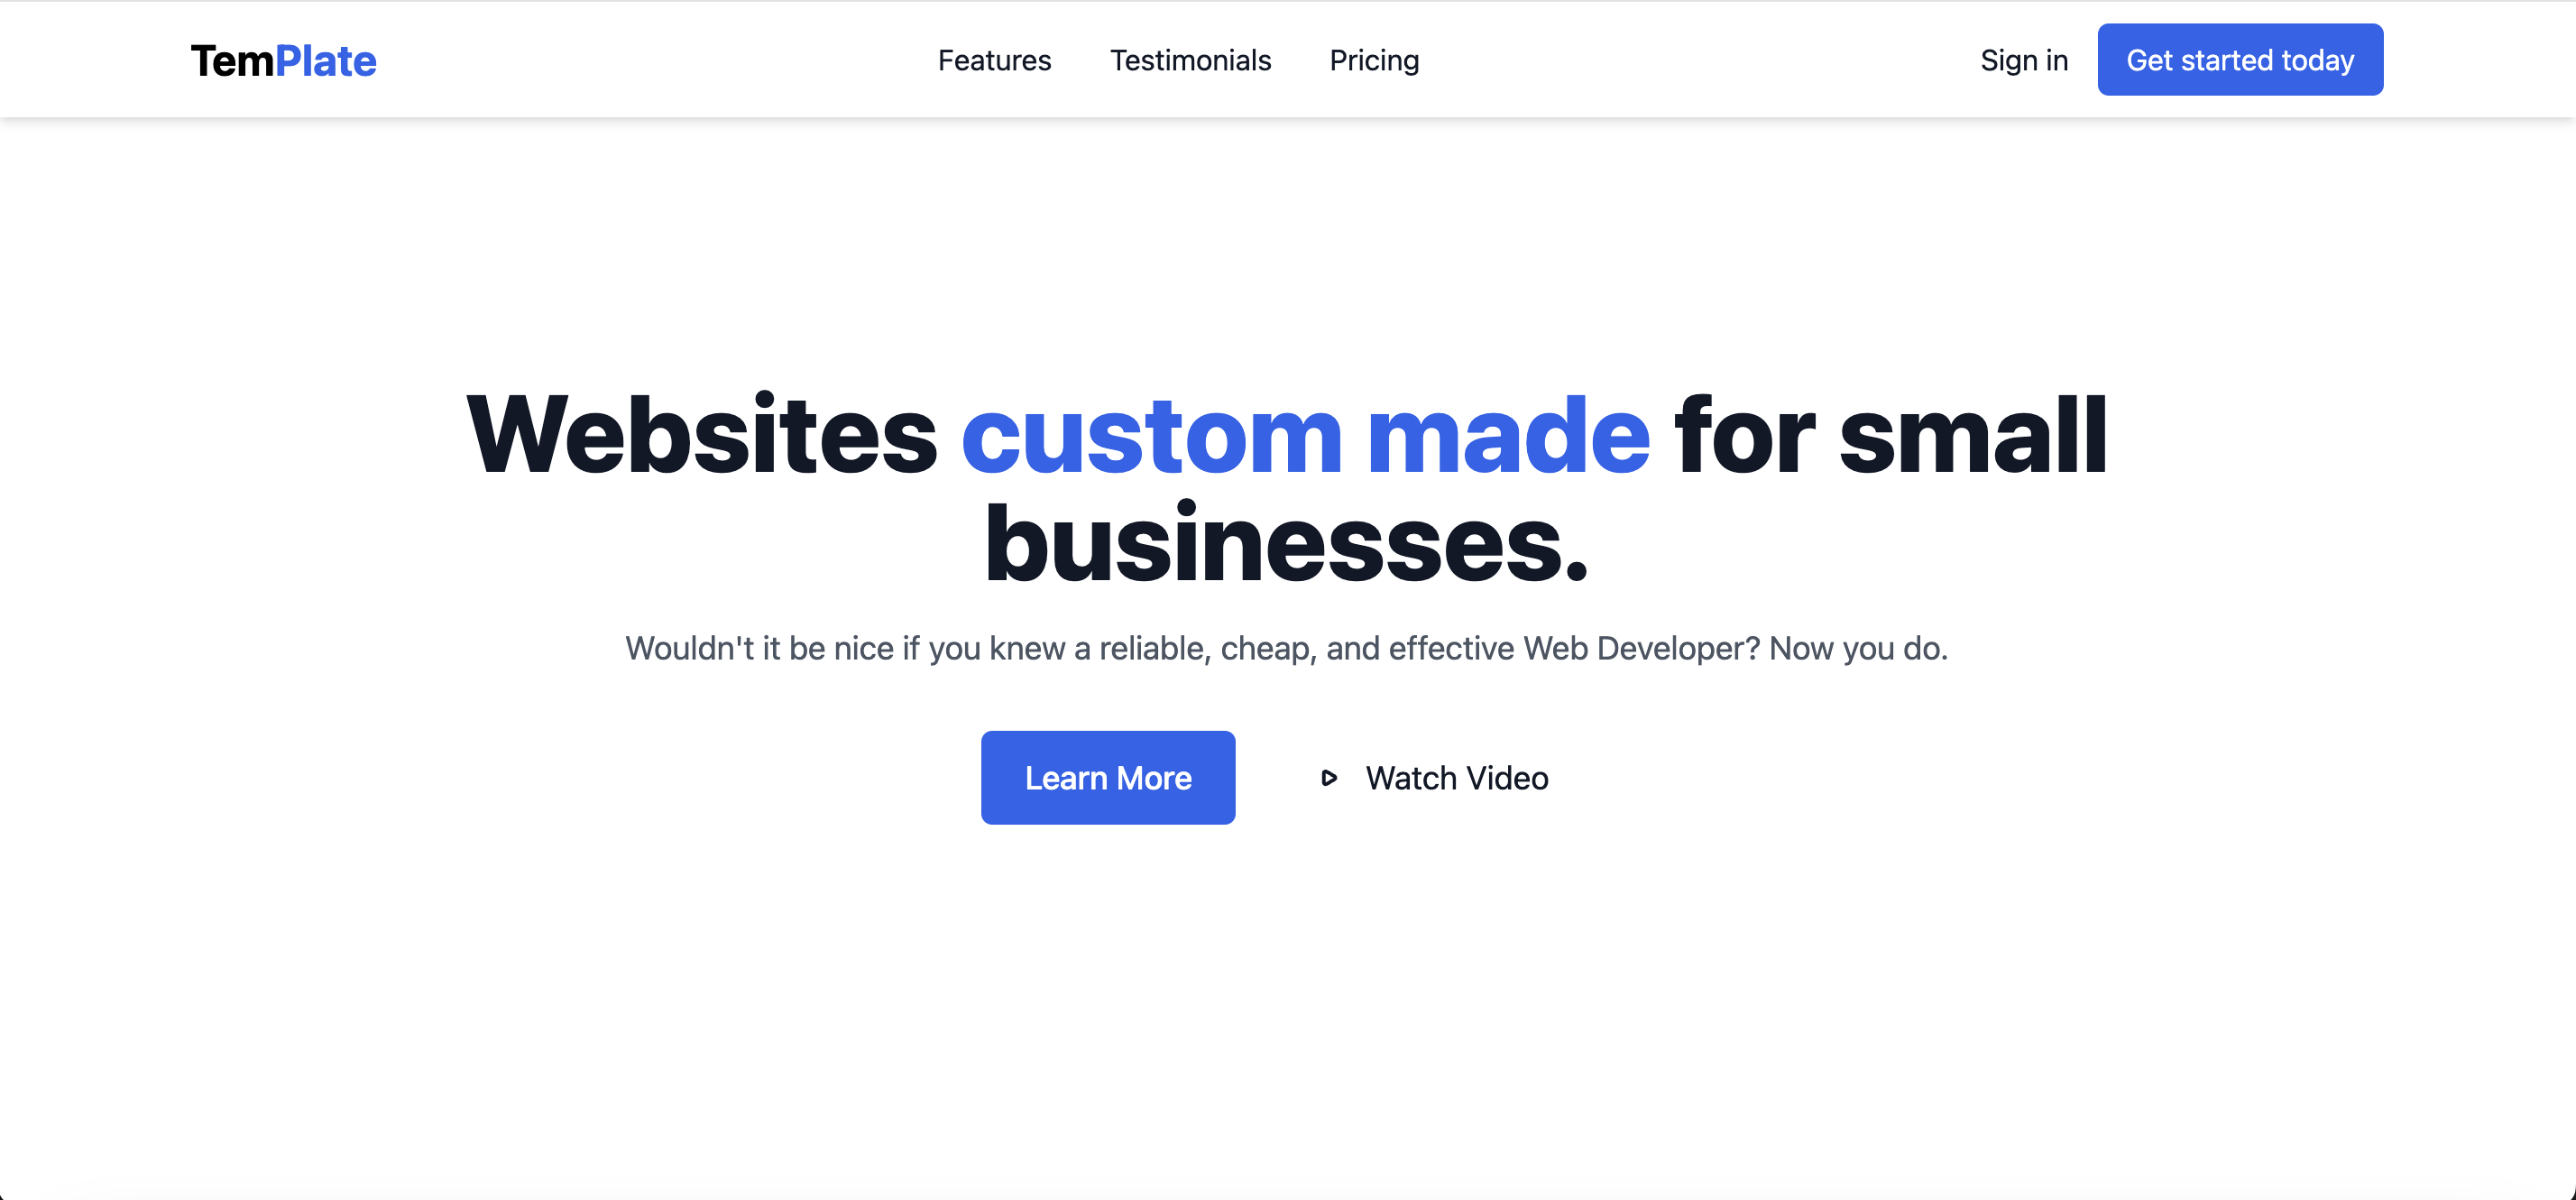 TemPlate
Features
Testimonials
Pricing
Sign in
Get started today
Websites custom made for small
businesses.
Wouldn't it be nice if you knew a reliable, cheap, and effective Web Developer? Now you do.
Learn More
Watch Video